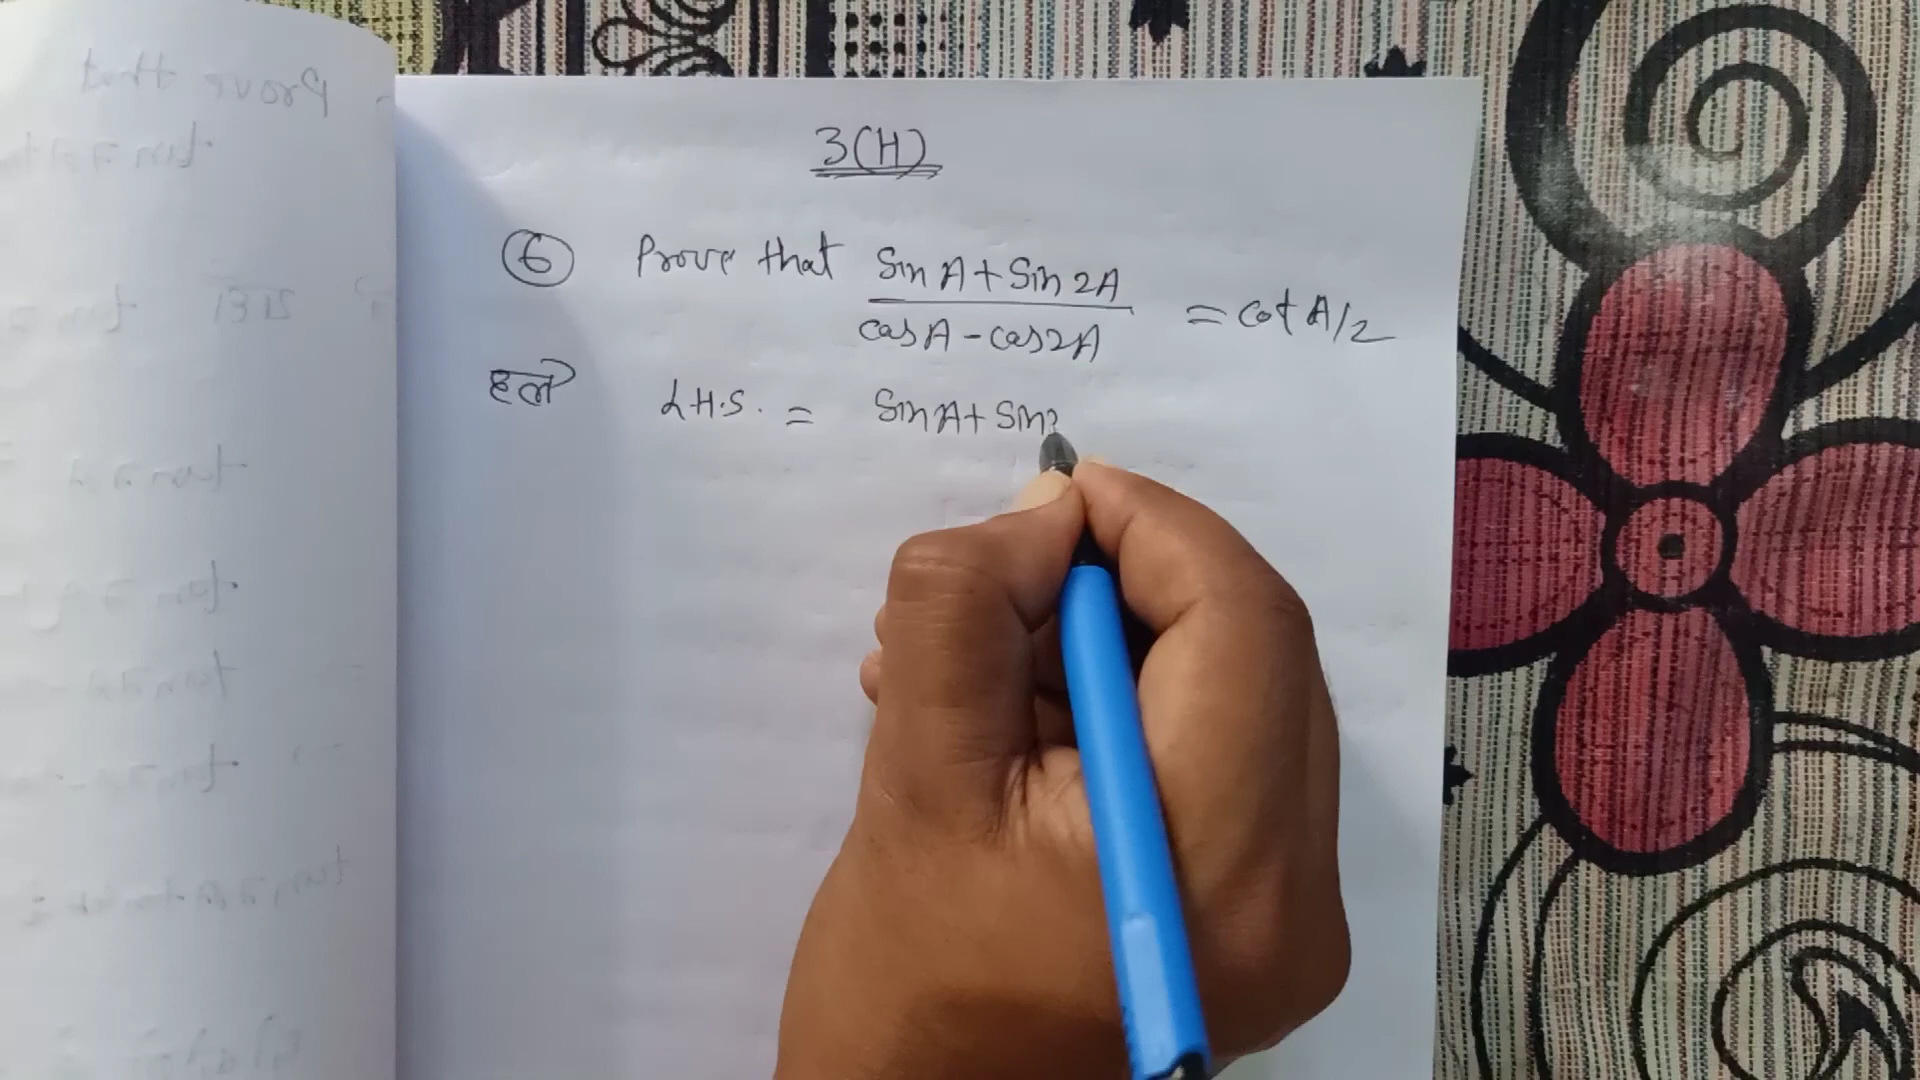 3(H)
6 Prove that Sin A + Sin 2A
cos A - cos 2A
= cot A/2
हल L.H.S. = Sin A + Sin